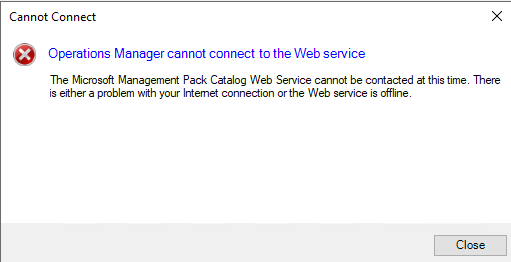 Cannot Connect
Operations Manager cannot connect to the Web service
The Microsoft Management Pack Catalog Web Service cannot be contacted at this time. There
is either a problem with your Internet connection or the Web service is offline.
Close